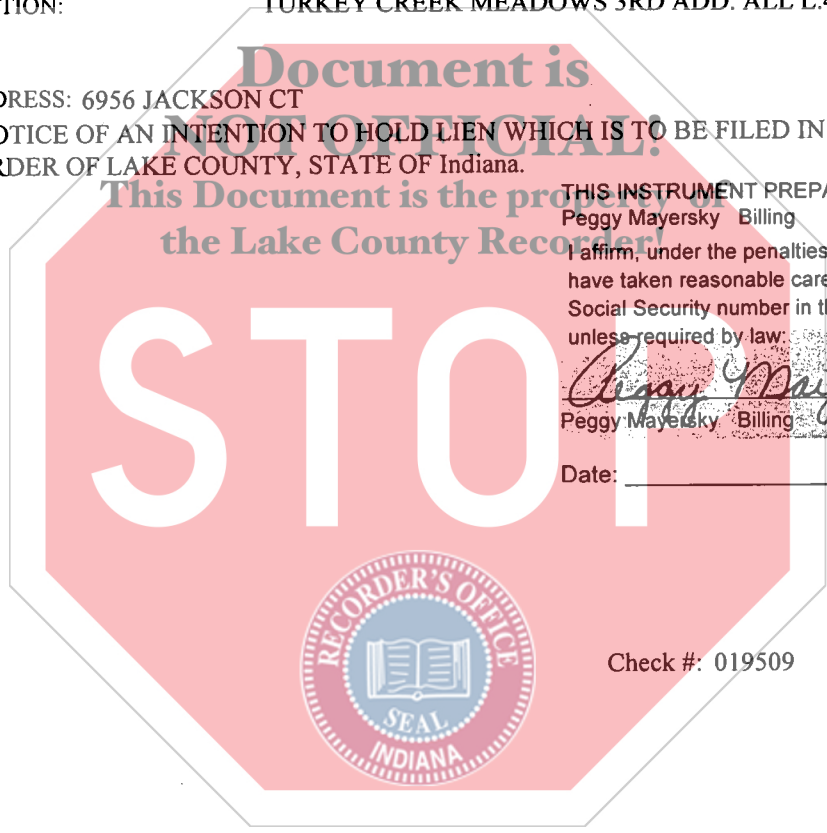 TION: TURKEY CREEK MEADOWS 3RD ADD. ALL L.4
Document is
DRESS: 6956 JACKSON CT
NOT OFFICIAL!
OTICE OF AN INTENTION TO HOLD LIEN WHICH IS TO BE FILED IN
RDER OF LAKE COUNTY, STATE OF Indiana.
This Document is the property of
the Lake County Recorder!
THIS INSTRUMENT PREPA
Peggy Mayersky Billing
I affirm, under the penalties
have taken reasonable care
Social Security number in th
unless required by law:
Peggy May
Peggy Mayersky Billing
Date:
STOP
RECORDER'S OFFICE
SEAL
INDIANA
Check #: 019509